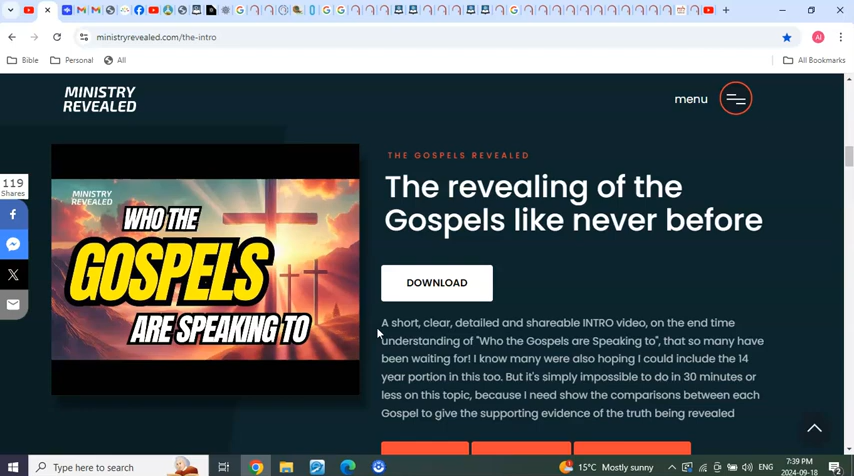 ministryrevealed.com/the-intro
Bible
Personal
All
All Bookmarks
MINISTRY
REVEALED
menu
119
Shares
MINISTRY
REVEALED
WHO THE
GOSPELS
ARE SPEAKING TO
THE GOSPELS REVEALED
The revealing of the
Gospels like never before
DOWNLOAD
A short, clear, detailed and shareable INTRO video, on the end time
understanding of "Who the Gospels are Speaking to", that so many have
been waiting for! I know many were also hoping I could include the 14
year portion in this too. But it's simply impossible to do in 30 minutes or
less on this topic, because I need show the comparisons between each
Gospel to give the supporting evidence of the truth being revealed
Type here to search
15°C Mostly sunny
ENG
7:39 PM
2024-09-18